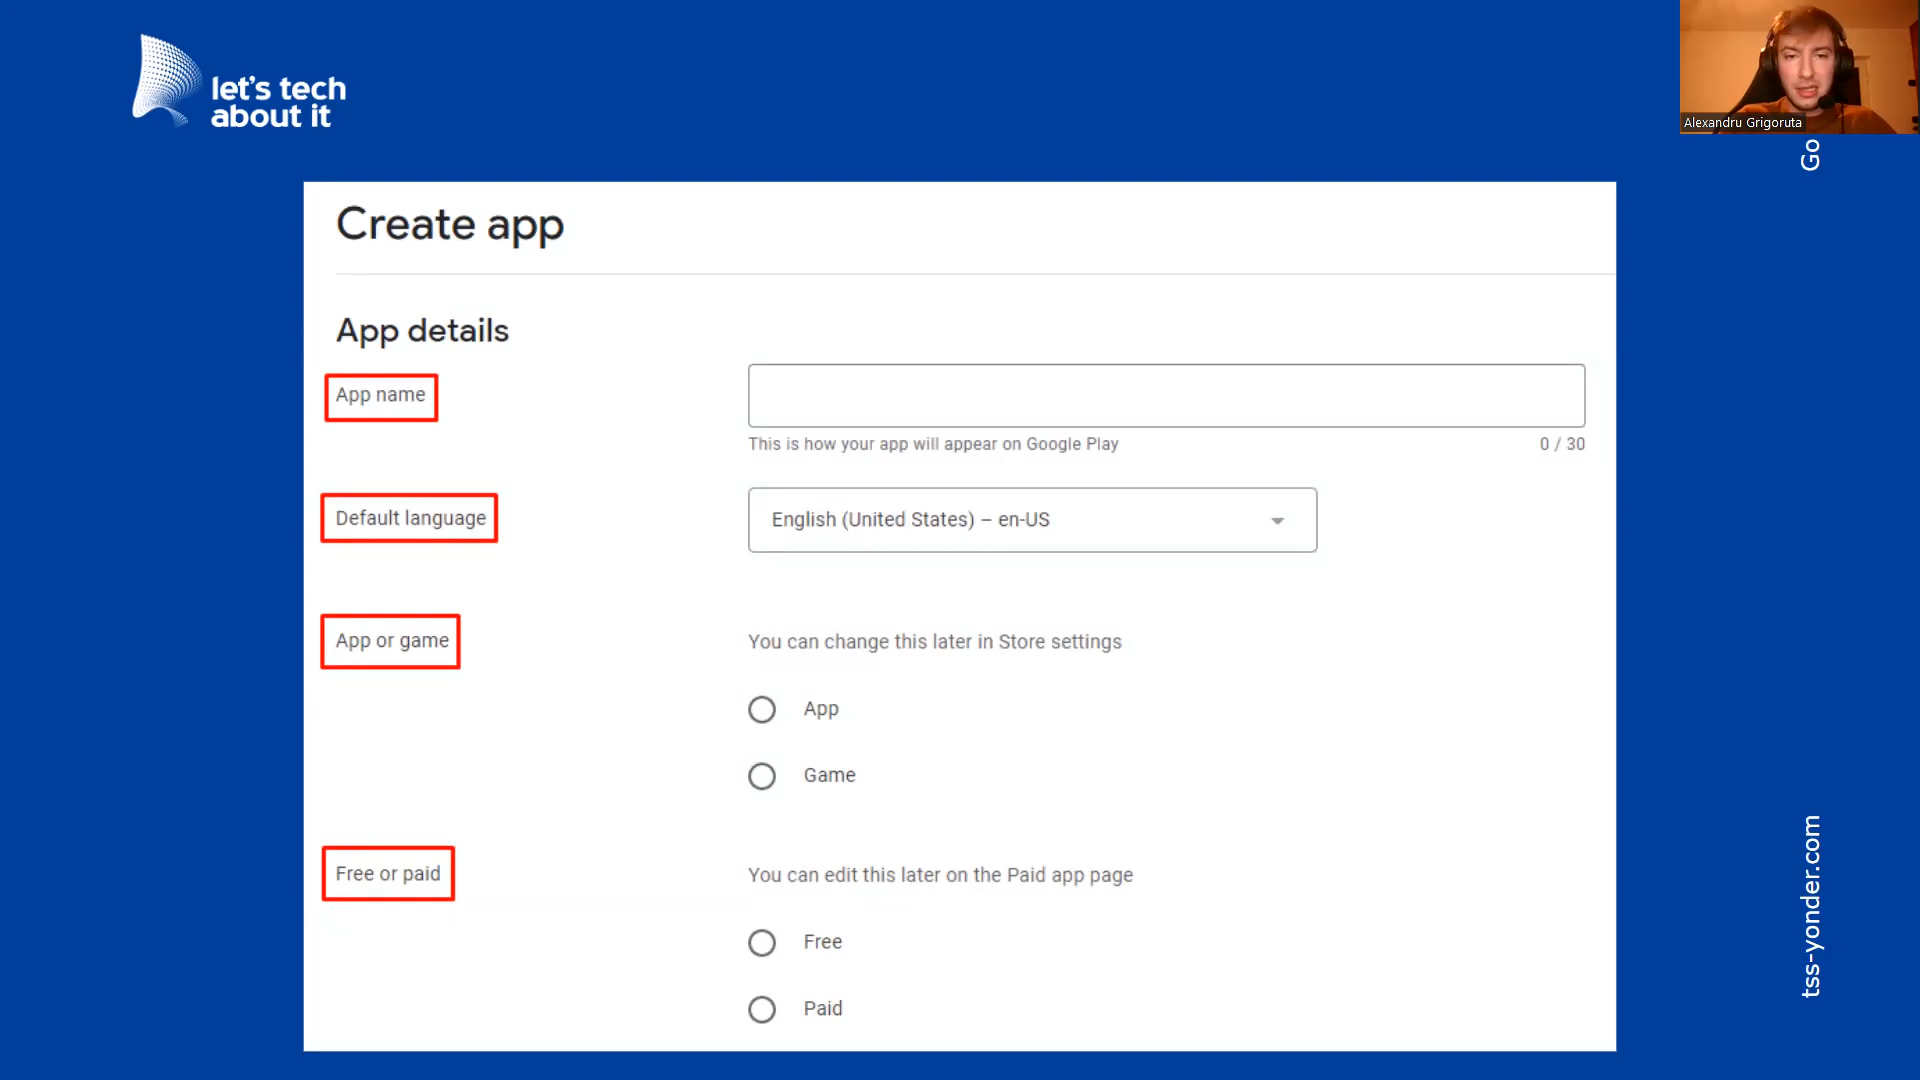 let's tech
about it
Alexandru Grigoruta
Go
Create app
App details
App name
This is how your app will appear on Google Play
0 / 30
Default language
English (United States) – en-US
App or game
You can change this later in Store settings
App
Game
Free or paid
You can edit this later on the Paid app page
Free
Paid
tss-yonder.com